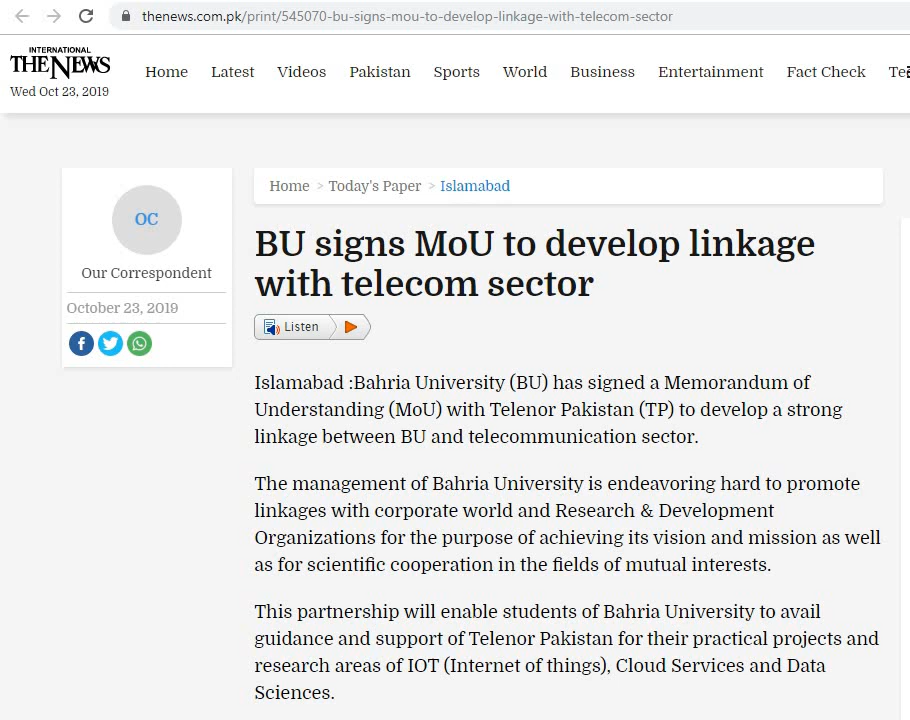 thenews.com.pk/print/545070-bu-signs-mou-to-develop-linkage-with-telecom-sector
INTERNATIONAL
THE NEWS
Wed Oct 23, 2019
Home Latest Videos Pakistan Sports World Business Entertainment Fact Check
OC
Our Correspondent
October 23, 2019
Home > Today's Paper > Islamabad
BU signs MoU to develop linkage
with telecom sector
Listen
Islamabad :Bahria University (BU) has signed a Memorandum of
Understanding (MoU) with Telenor Pakistan (TP) to develop a strong
linkage between BU and telecommunication sector.
The management of Bahria University is endeavoring hard to promote
linkages with corporate world and Research & Development
Organizations for the purpose of achieving its vision and mission as well
as for scientific cooperation in the fields of mutual interests.
This partnership will enable students of Bahria University to avail
guidance and support of Telenor Pakistan for their practical projects and
research areas of IOT (Internet of things), Cloud Services and Data
Sciences.